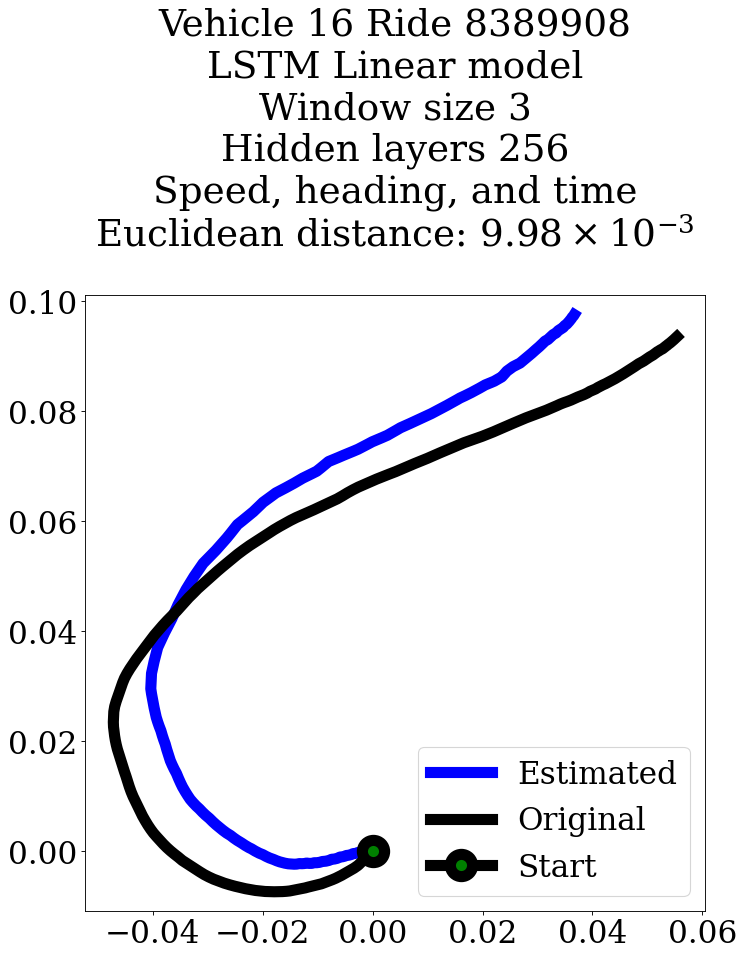 Vehicle 16 Ride 8389908
LSTM Linear model
Window size 3
Hidden layers 256
Speed, heading, and time
Euclidean distance: 9.98 × 10⁻³
0.10
0.08
0.06
0.04
0.02
0.00
−0.04 −0.02 0.00 0.02 0.04 0.06
Estimated
Original
Start